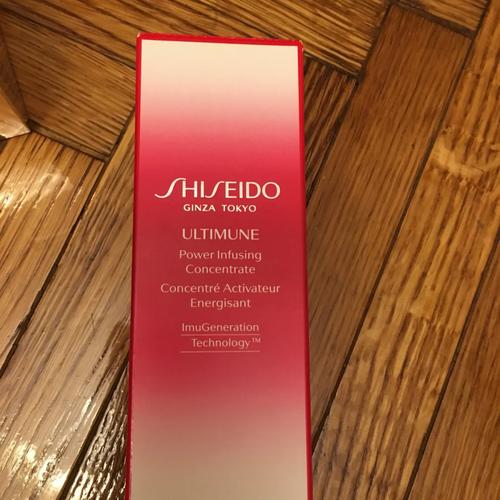 SHISEIDO
GINZA TOKYO
ULTIMUNE
Power Infusing
Concentrate
Concentré Activateur
Energisant
ImuGeneration
Technology™